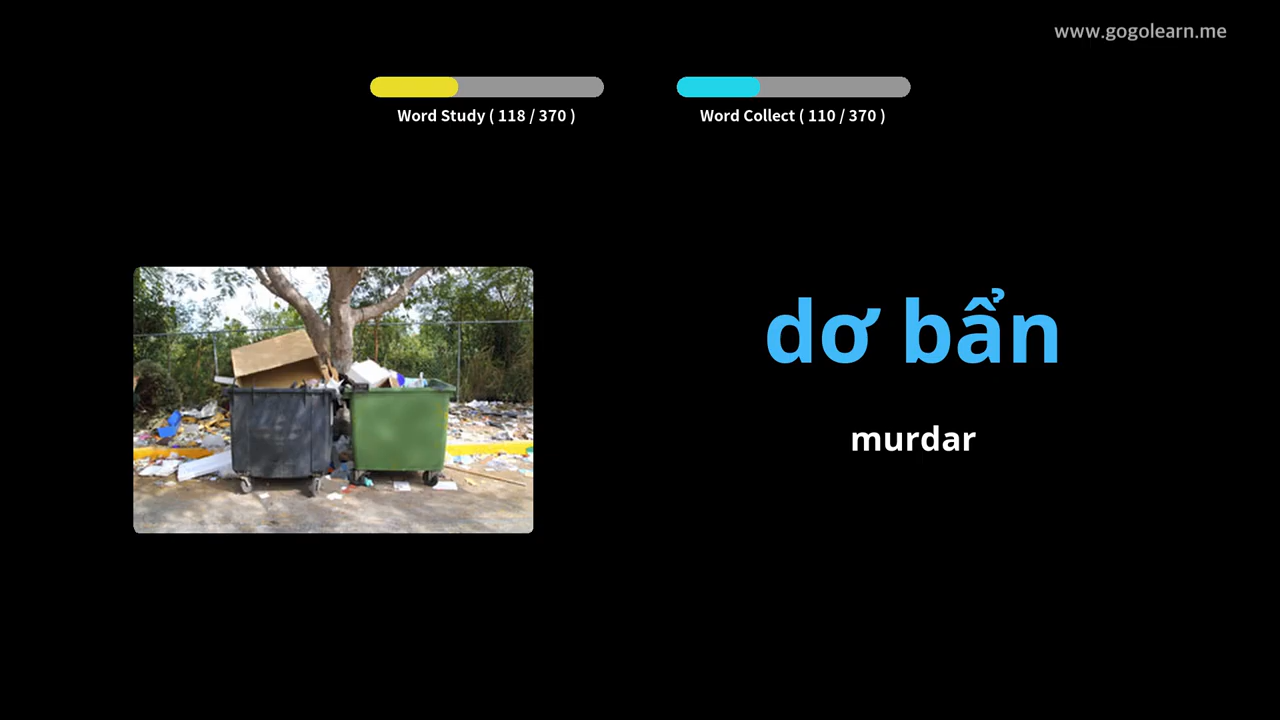 www.gogolearn.me
Word Study ( 118 / 370 )
Word Collect ( 110 / 370 )
dơ bẩn
murdar